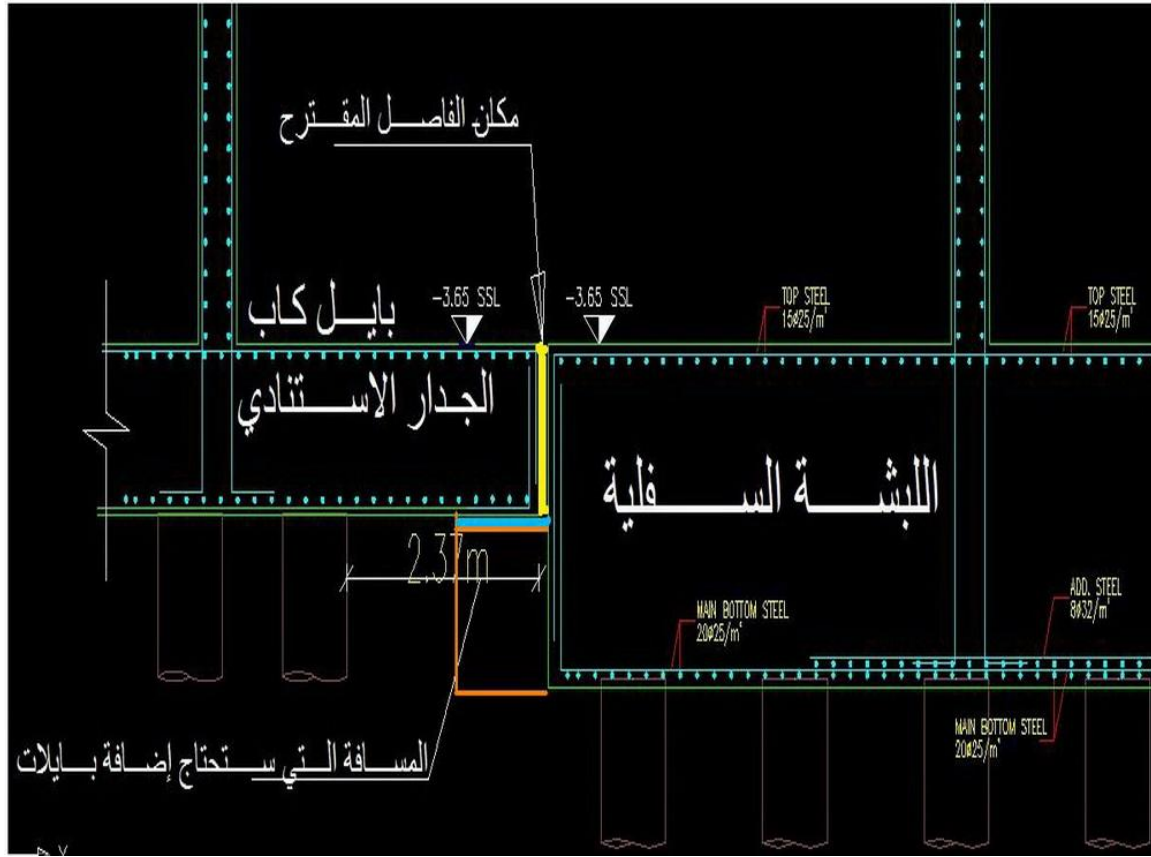 مكان الفاصل المقترح
بايل كاب
-3.65 SSL
-3.65 SSL
TOP STEEL
15ø25/m'
TOP STEEL
15ø25/m'
الجدار الاستنادي
اللبشة السفلية
2.37m
MAIN BOTTOM STEEL
20ø25/m'
ADD. STEEL
8ø32/m'
MAIN BOTTOM STEEL
20ø25/m'
المسافة التي ستحتاج إضافة بايلات